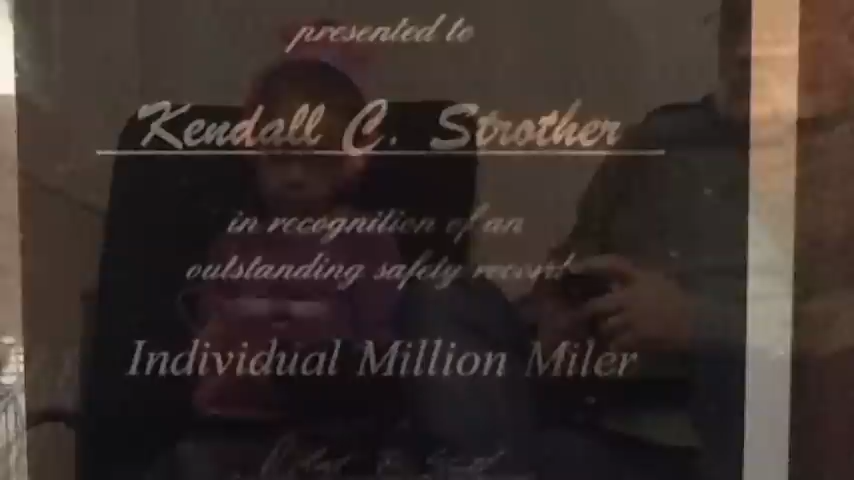 presented to
Kendall C. Strother
in recognition of an
outstanding safety record
Individual Million Miler